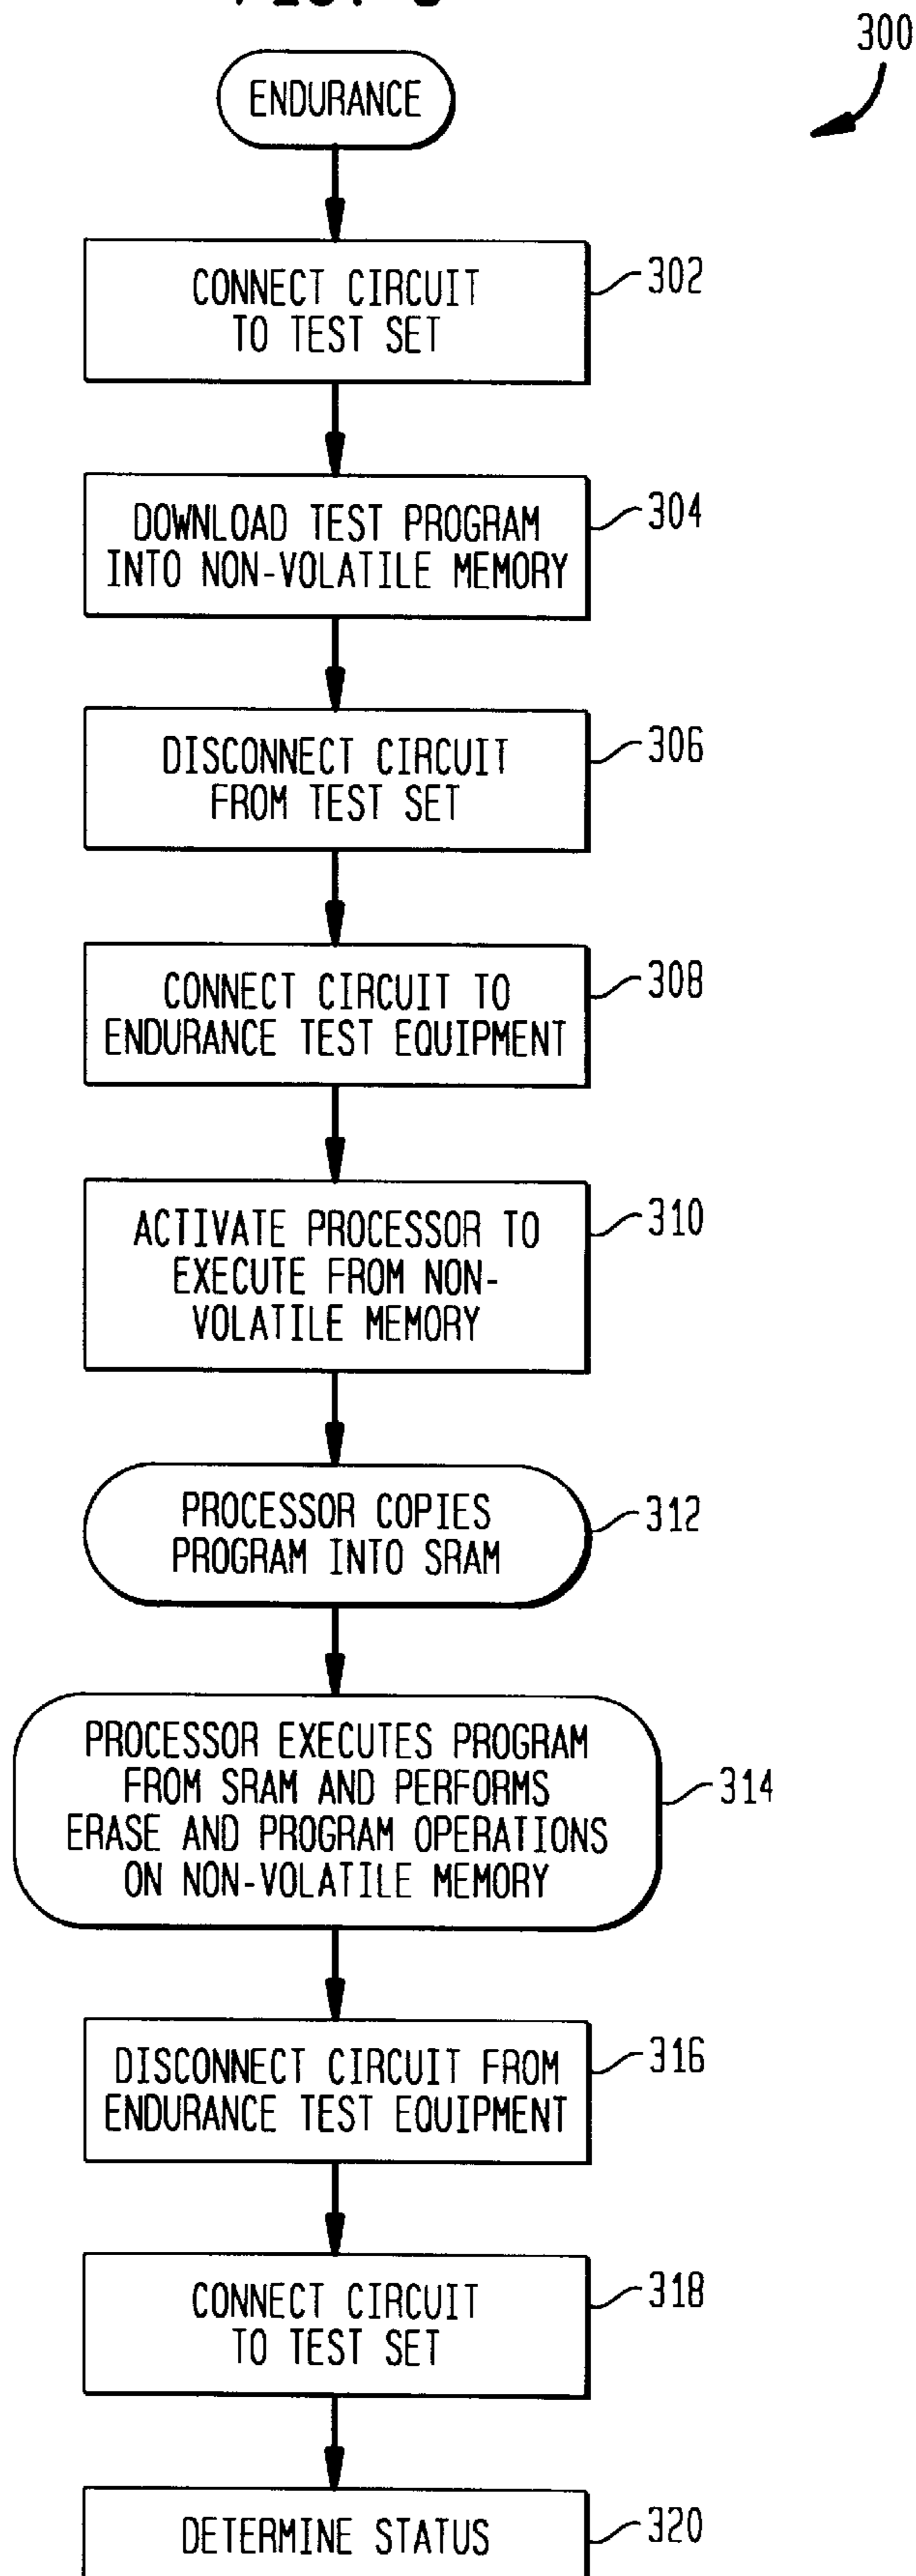 300
ENDURANCE
CONNECT CIRCUIT
TO TEST SET
302
DOWNLOAD TEST PROGRAM
INTO NON-VOLATILE MEMORY
304
DISCONNECT CIRCUIT
FROM TEST SET
306
CONNECT CIRCUIT TO
ENDURANCE TEST EQUIPMENT
308
ACTIVATE PROCESSOR TO
EXECUTE FROM NON-
VOLATILE MEMORY
310
PROCESSOR COPIES
PROGRAM INTO SRAM
312
PROCESSOR EXECUTES PROGRAM
FROM SRAM AND PERFORMS
ERASE AND PROGRAM OPERATIONS
ON NON-VOLATILE MEMORY
314
DISCONNECT CIRCUIT FROM
ENDURANCE TEST EQUIPMENT
316
CONNECT CIRCUIT
TO TEST SET
318
DETERMINE STATUS
320